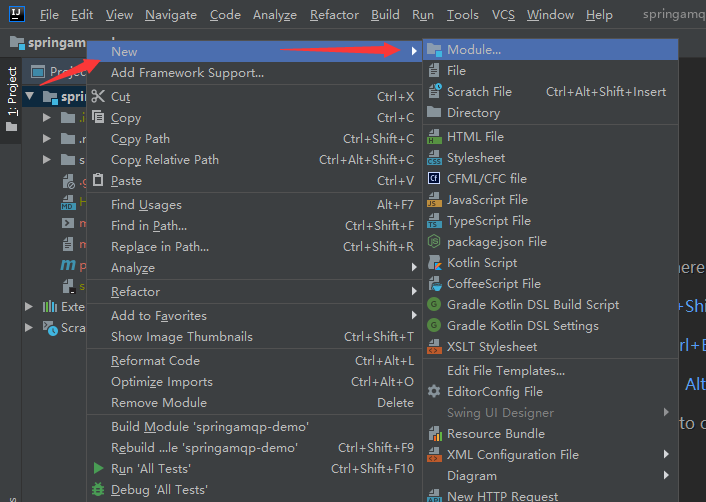 IJ File Edit View Navigate Code Analyze Refactor Build Run Tools VCS Window Help springamqp
springamqp
1: Project
Proj
spr
Exte
Scra
New
Add Framework Support...
Cut Ctrl+X
Copy Ctrl+C
Copy Path Ctrl+Shift+C
Copy Relative Path Ctrl+Alt+Shift+C
Paste Ctrl+V
Find Usages Alt+F7
Find in Path... Ctrl+Shift+F
Replace in Path... Ctrl+Shift+R
Analyze
Refactor
Add to Favorites
Show Image Thumbnails Ctrl+Shift+T
Reformat Code Ctrl+Alt+L
Optimize Imports Ctrl+Alt+O
Remove Module Delete
Build Module 'springamqp-demo'
Rebuild ...le 'springamqp-demo' Ctrl+Shift+F9
Run 'All Tests' Ctrl+Shift+F10
Debug 'All Tests'
Module...
File
Scratch File Ctrl+Alt+Shift+Insert
Directory
HTML File
Stylesheet
CFML/CFC file
JavaScript File
TypeScript File
package.json File
Kotlin Script
CoffeeScript File
Gradle Kotlin DSL Build Script
Gradle Kotlin DSL Settings
XSLT Stylesheet
Edit File Templates...
EditorConfig File
Swing UI Designer
Resource Bundle
XML Configuration File
Diagram
New HTTP Request
here
+Shi
rl+E
Alt
to